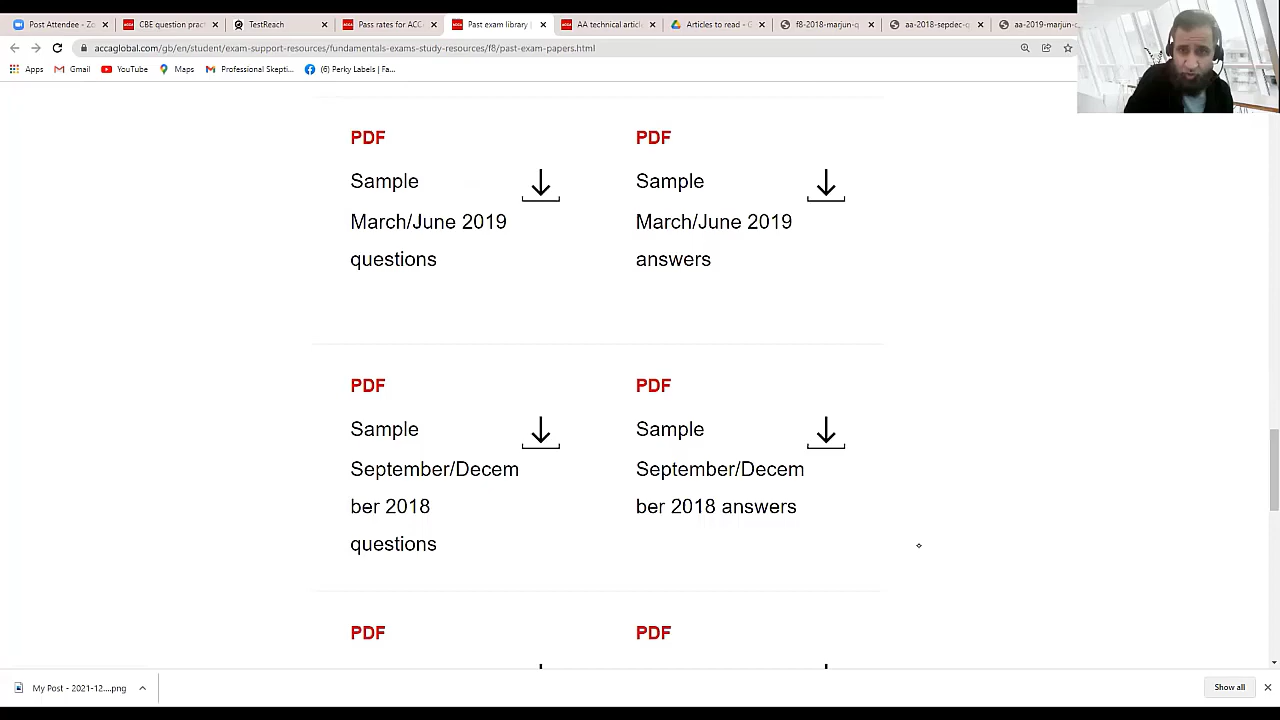 Post Attendee - Zo
CBE question pract
TestReach
Pass rates for ACCA
Past exam library |
AA technical articl
Articles to read - G
f8-2018-marjun-q
aa-2018-sepdec-q
aa-2019-marjun-q
accaglobal.com/gb/en/student/exam-support-resources/fundamentals-exams-study-resources/f8/past-exam-papers.html
Apps
Gmail
YouTube
Maps
Professional Skepti...
(6) Perky Labels | Fa...
PDF
Sample
March/June 2019
questions
PDF
Sample
March/June 2019
answers
PDF
Sample
September/Decem
ber 2018
questions
PDF
Sample
September/Decem
ber 2018 answers
PDF
PDF
My Post - 2021-12....png
Show all